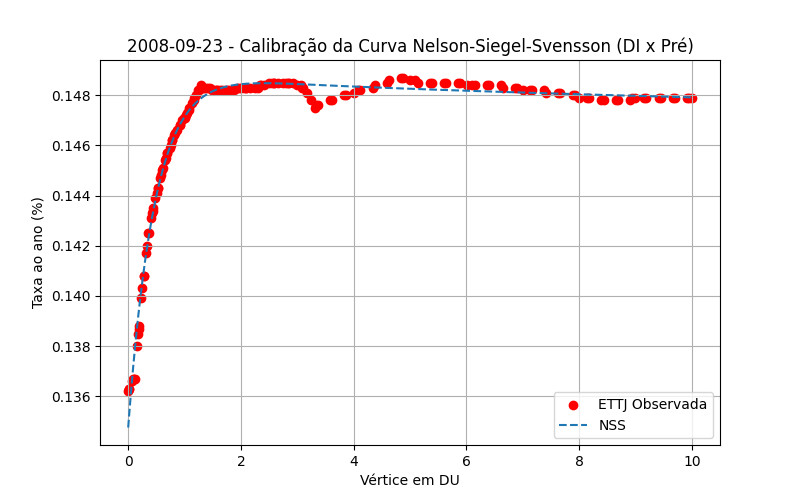 2008-09-23 - Calibração da Curva Nelson-Siegel-Svensson (DI x Pré)
Taxa ao ano (%)
0.148
0.146
0.144
0.142
0.140
0.138
0.136
0 2 4 6 8 10
Vértice em DU
ETTJ Observada
NSS